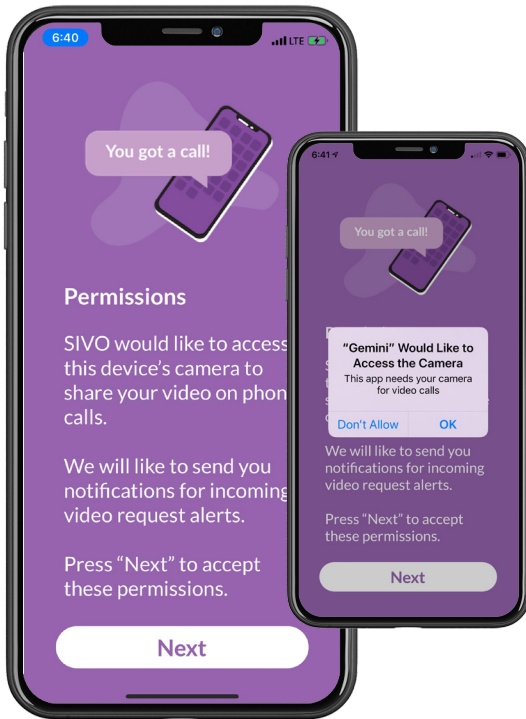 6:40
LTE
You got a call!
Permissions
SIVO would like to access
this device's camera to
share your video on phon
calls.
We will like to send you
notifications for incoming
video request alerts.
Press “Next” to accept
these permissions.
Next
6:41
You got a call!
“Gemini” Would Like to
Access the Camera
This app needs your camera
for video calls
Don't Allow
OK
We will like to send you
notifications for incoming
video request alerts.
Press “Next” to accept
these permissions.
Next